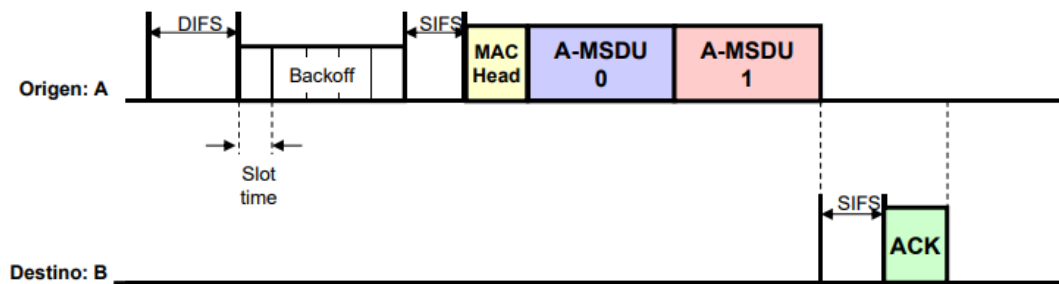 DIFS
SIFS
MAC
Head
A-MSDU
0
A-MSDU
1
Backoff
Origen: A
Slot
time
SIFS
ACK
Destino: B